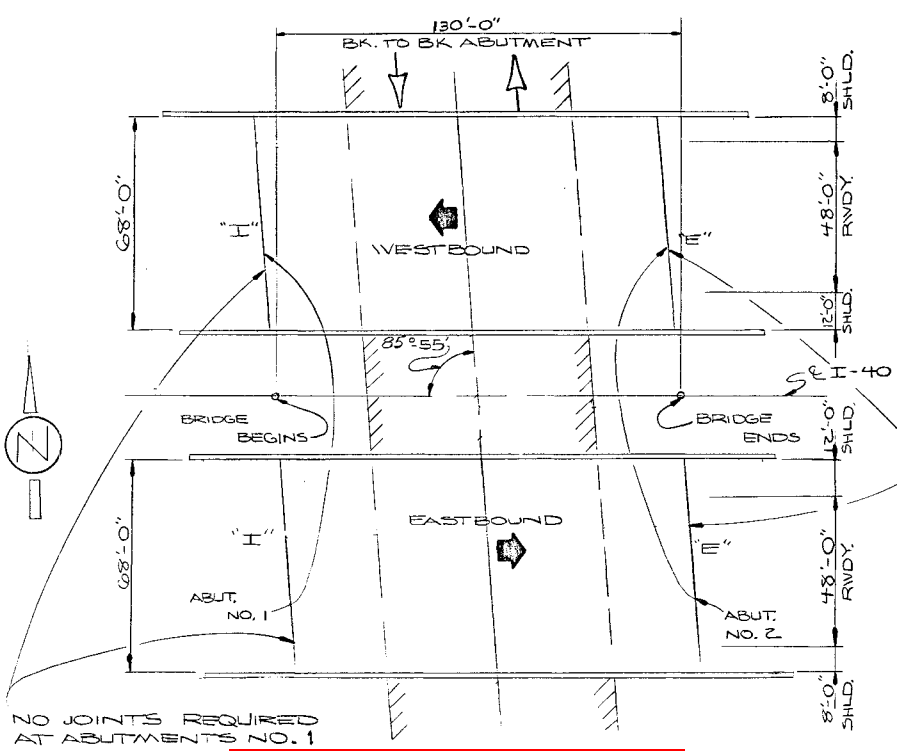 130'-0"
BK. TO BK ABUTMENT
8'-0"
SHLD.
68'-0"
48'-0"
RWDY.
"I"
"E"
WESTBOUND
12'-0"
SHLD.
85°-55'
S ℄ I-40
N
BRIDGE
BEGINS
BRIDGE
ENDS
12'-0"
SHLD.
68'-0"
"I"
EASTBOUND
"E"
48'-0"
RWDY.
ABUT.
NO. 1
ABUT.
NO. 2
8'-0"
SHLD.
NO JOINTS REQUIRED
AT ABUTMENTS NO. 1